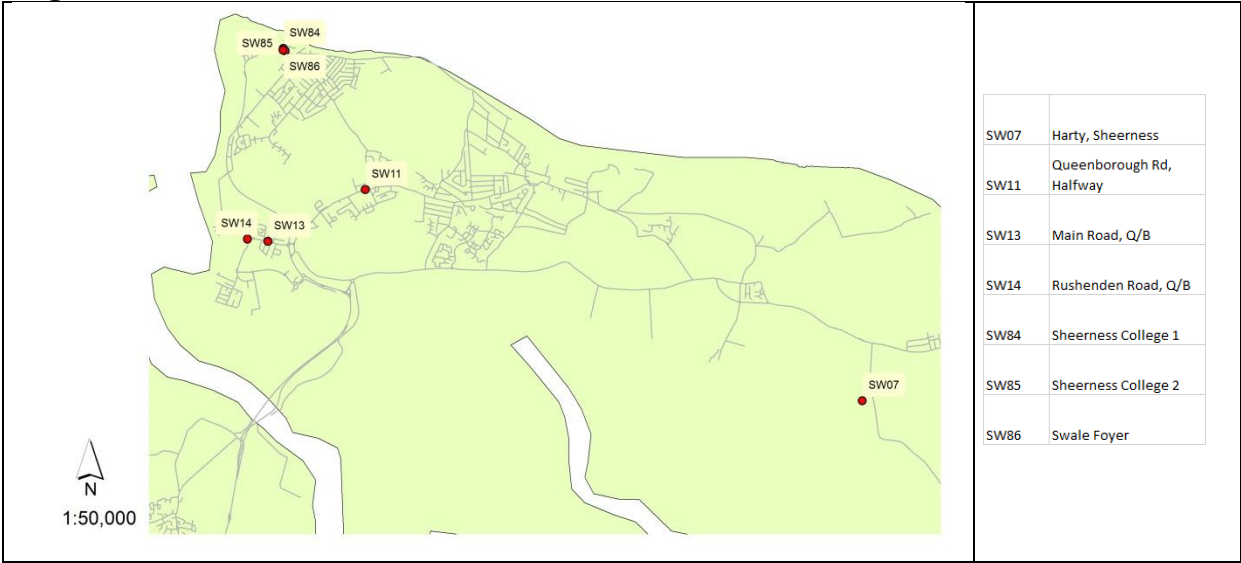 SW84
SW85
SW86
SW11
SW14
SW13
SW07
N
1:50,000
SW07 Harty, Sheerness
SW11 Queenborough Rd,
Halfway
SW13 Main Road, Q/B
SW14 Rushenden Road, Q/B
SW84 Sheerness College 1
SW85 Sheerness College 2
SW86 Swale Foyer